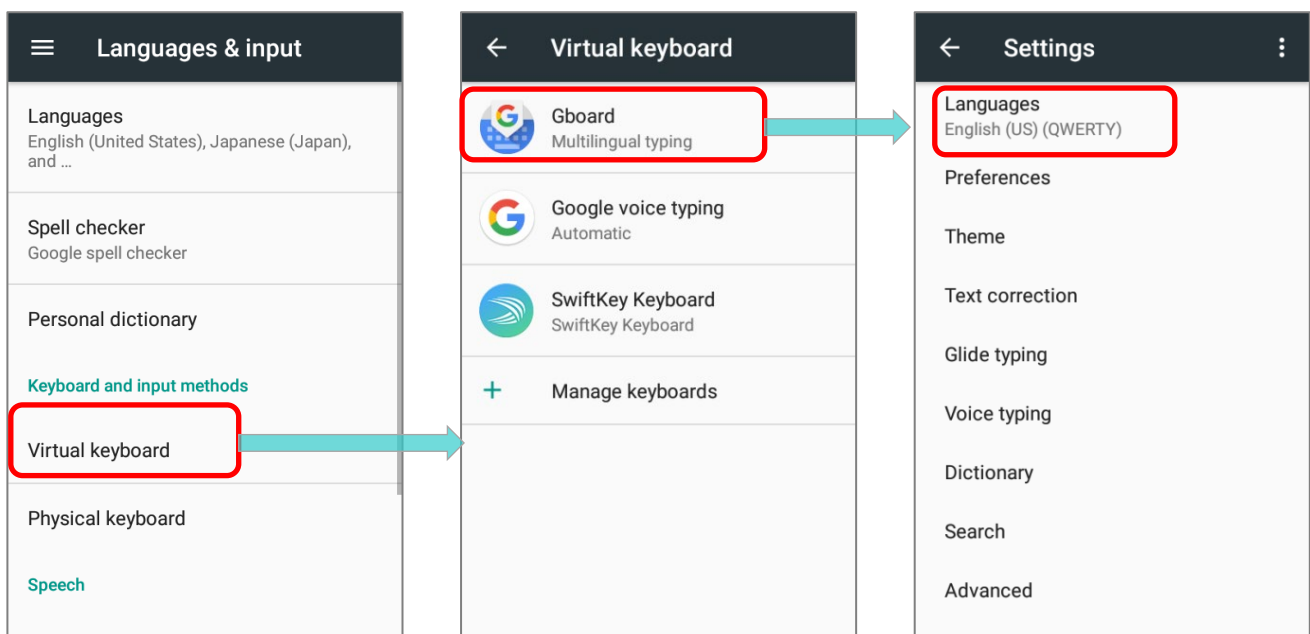 Languages & input
Languages
English (United States), Japanese (Japan),
and ...
Spell checker
Google spell checker
Personal dictionary
Keyboard and input methods
Virtual keyboard
Physical keyboard
Speech
Virtual keyboard
Gboard
Multilingual typing
Google voice typing
Automatic
SwiftKey Keyboard
SwiftKey Keyboard
Manage keyboards
Settings
Languages
English (US) (QWERTY)
Preferences
Theme
Text correction
Glide typing
Voice typing
Dictionary
Search
Advanced